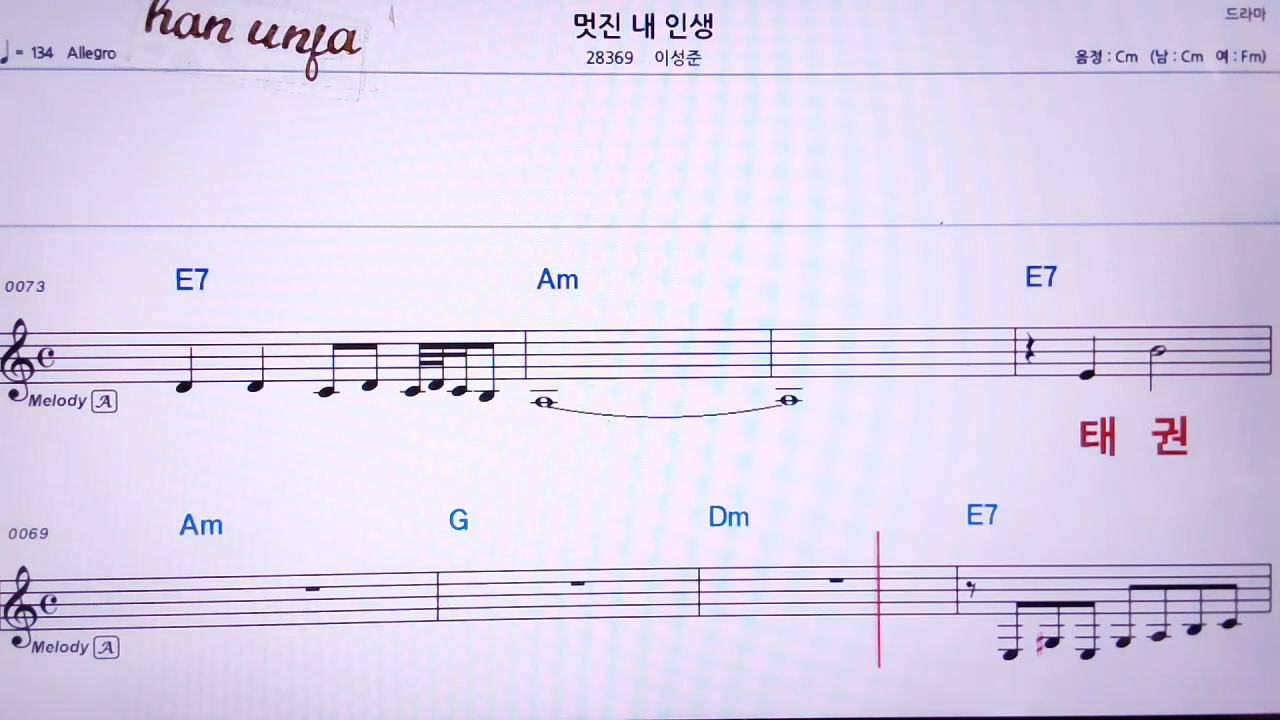 han unfa
멋진 내 인생
드라마
♩= 134 Allegro
28369 이성준
음정 : Cm (남 : Cm 여 : Fm)
E7 Am E7
0073
Melody A
태 권
Am G Dm E7
0069
Melody A